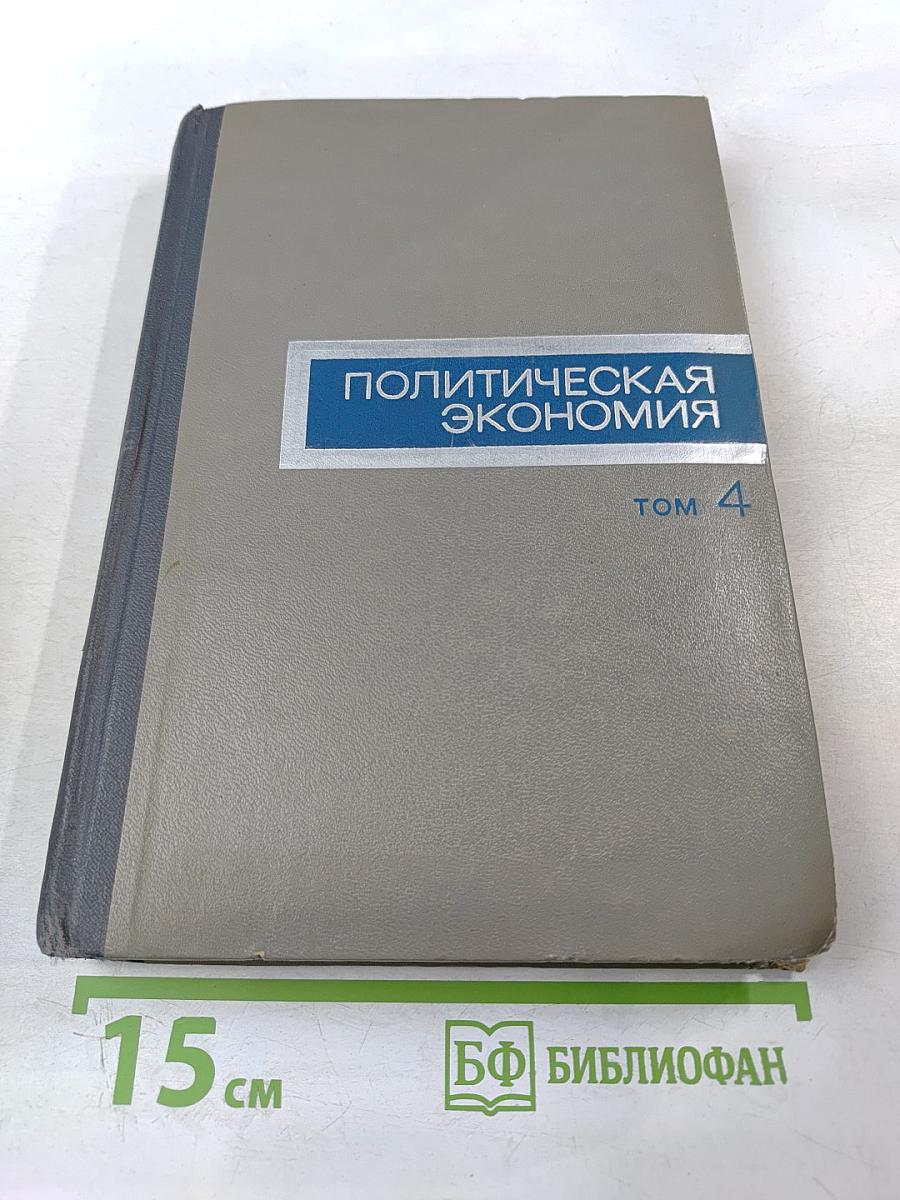 ПОЛИТИЧЕСКАЯ
ЭКОНОМИЯ
ТОМ 4
15 см
БФ БИБЛИОФАН